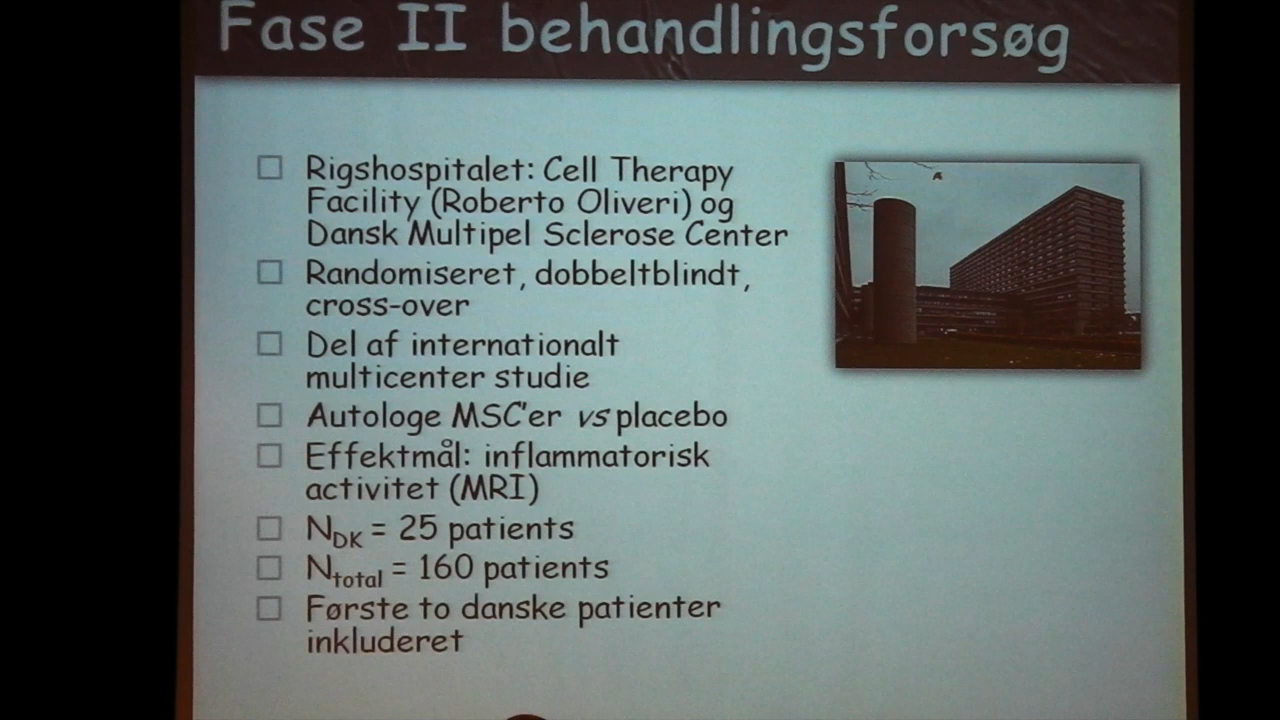 Fase II behandlingsforsøg
Rigshospitalet: Cell Therapy
Facility (Roberto Oliveri) og
Dansk Multipel Sclerose Center
Randomiseret, dobbeltblindt,
cross-over
Del af internationalt
multicenter studie
Autologe MSC'er vs placebo
Effektmål: inflammatorisk
activitet (MRI)
N_DK = 25 patients
N_total = 160 patients
Første to danske patienter
inkluderet